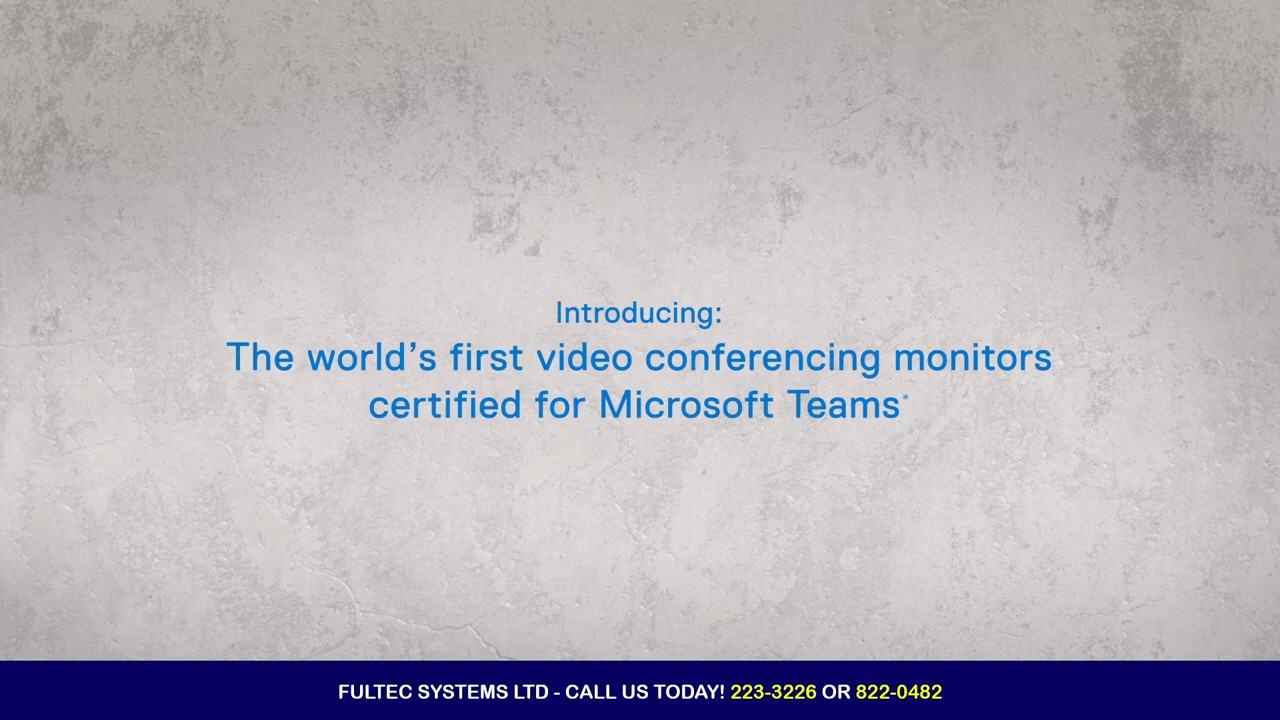 Introducing:
The world’s first video conferencing monitors
certified for Microsoft Teams*
FULTEC SYSTEMS LTD - CALL US TODAY! 223-3226 OR 822-0482